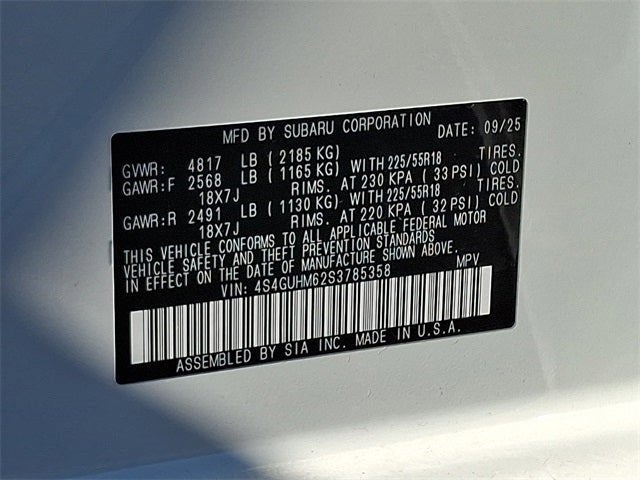 MFD BY SUBARU CORPORATION DATE: 09/25
GVWR: 4817 LB ( 2185 KG)
GAWR:F 2568 LB ( 1165 KG) WITH 225/55R18 TIRES.
18X7J RIMS. AT 230 KPA ( 33 PSI) COLD
GAWR:R 2491 LB ( 1130 KG) WITH 225/55R18 TIRES.
18X7J RIMS. AT 220 KPA ( 32 PSI) COLD
THIS VEHICLE CONFORMS TO ALL APPLICABLE FEDERAL MOTOR
VEHICLE SAFETY AND THEFT PREVENTION STANDARDS
IN EFFECT ON THE DATE OF MANUFACTURE SHOWN ABOVE.
VIN: 4S4GUHM62S3785358 MPV
ASSEMBLED BY SIA INC. MADE IN U.S.A.